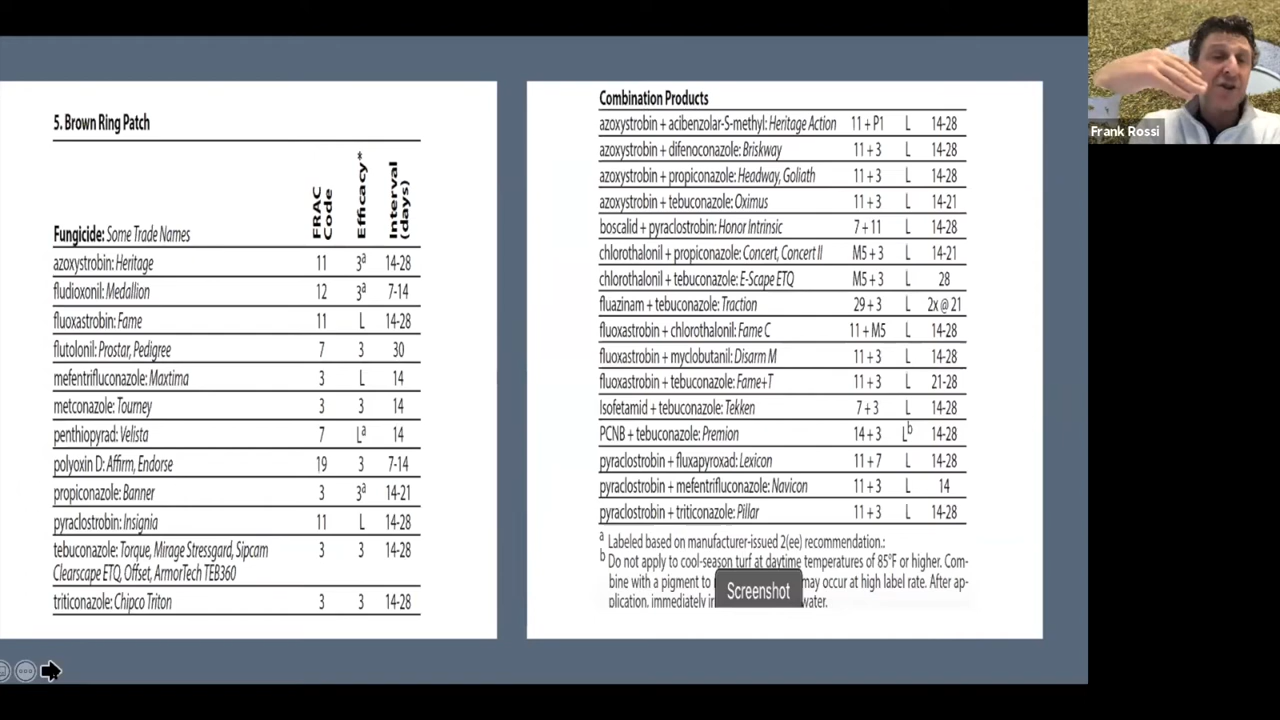 5. Brown Ring Patch
Fungicide: Some Trade Names FRAC Code Efficacy* Interval (days)
azoxystrobin: Heritage 11 3a 14-28
fludioxonil: Medallion 12 3a 7-14
fluoxastrobin: Fame 11 L 14-28
flutolonil: Prostar, Pedigree 7 3 30
mefentrifluconazole: Maxtima 3 L 14
metconazole: Tourney 3 3 14
penthiopyrad: Velista 7 La 14
polyoxin D: Affirm, Endorse 19 3 7-14
propiconazole: Banner 3 3a 14-21
pyraclostrobin: Insignia 11 L 14-28
tebuconazole: Torque, Mirage Stressgard, Sipcam 3 3 14-28
Clearscape ETQ, Offset, ArmorTech TEB360
triticonazole: Chipco Triton 3 3 14-28
Combination Products
azoxystrobin + acibenzolar-S-methyl: Heritage Action 11 + P1 L 14-28
azoxystrobin + difenoconazole: Briskway 11 + 3 L 14-28
azoxystrobin + propiconazole: Headway, Goliath 11 + 3 L 14-28
azoxystrobin + tebuconazole: Oximus 11 + 3 L 14-21
boscalid + pyraclostrobin: Honor Intrinsic 7 + 11 L 14-28
chlorothalonil + propiconazole: Concert, Concert II M5 + 3 L 14-21
chlorothalonil + tebuconazole: E-Scape ETQ M5 + 3 L 28
fluazinam + tebuconazole: Traction 29 + 3 L 2x @ 21
fluoxastrobin + chlorothalonil: Fame C 11 + M5 L 14-28
fluoxastrobin + myclobutanil: Disarm M 11 + 3 L 14-28
fluoxastrobin + tebuconazole: Fame+T 11 + 3 L 21-28
Isofetamid + tebuconazole: Tekken 7 + 3 L 14-28
PCNB + tebuconazole: Premion 14 + 3 Lb 14-28
pyraclostrobin + fluxapyroxad: Lexicon 11 + 7 L 14-28
pyraclostrobin + mefentrifluconazole: Navicon 11 + 3 L 14
pyraclostrobin + triticonazole: Pillar 11 + 3 L 14-28
a Labeled based on manufacturer-issued 2(ee) recommendation.:
b Do not apply to cool-season turf at daytime temperatures of 85°F or higher. Com-
bine with a pigment to may occur at high label rate. After ap-
plication, immediately water.
Screenshot
Frank Rossi